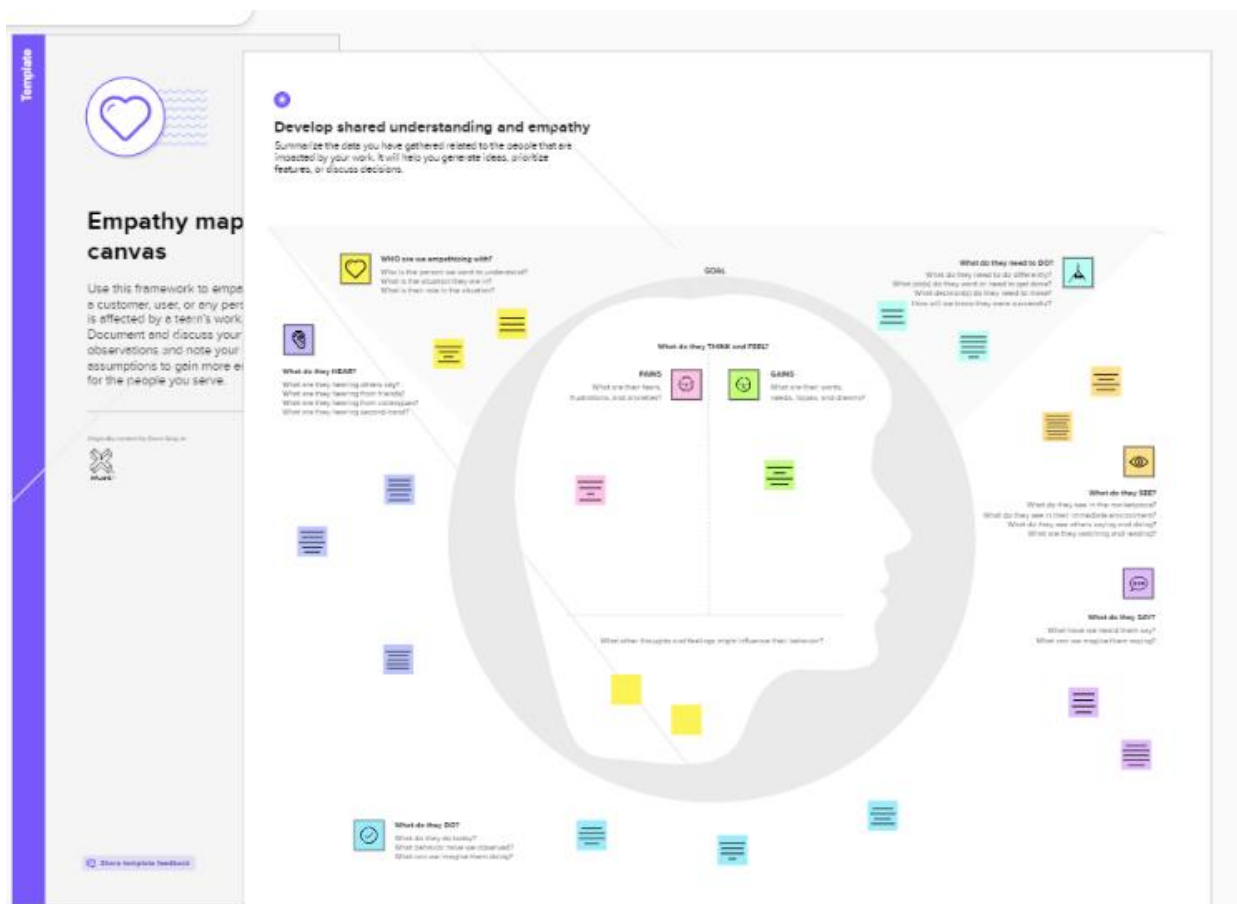 Template
Empathy map
canvas
Use this framework to empa
a customer, user, or any pers
is affected by a team's work.
Document and discuss your
observations and note your
assumptions to gain more e
for the people you serve.
Originally created by Dave Gray at
Share template feedback
Develop shared understanding and empathy
Summarize the data you have gathered related to the people that are
impacted by your work. It will help you generate ideas, prioritize
features, or discuss decisions.
WHO are we empathizing with?
Who is the person we want to understand?
What is the situation they are in?
What is their role in the situation?
GOAL
What do they need to DO?
What do they need to do differently?
What job(s) do they want or need to get done?
What decision(s) do they need to make?
How will we know they were successful?
What do they HEAR?
What are they hearing others say?
What are they hearing from friends?
What are they hearing from colleagues?
What are they hearing second-hand?
What do they THINK and FEEL?
PAINS
What are their fears,
frustrations, and anxieties?
GAINS
What are their wants,
needs, hopes, and dreams?
What do they SEE?
What do they see in the marketplace?
What do they see in their immediate environment?
What do they see others saying and doing?
What are they watching and reading?
What do they SAY?
What have we heard them say?
What can we imagine them saying?
What other thoughts and feelings might influence their behavior?
What do they DO?
What do they do today?
What behavior have we observed?
What can we imagine them doing?